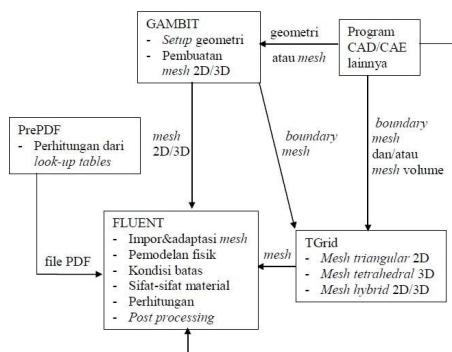 GAMBIT
- Setup geometri
- Pembuatan
mesh 2D/3D
geometri
atau mesh
Program
CAD/CAE
lainnya
PrePDF
- Perhitungan dari
look-up tables
mesh
2D/3D
boundary
mesh
boundary
mesh
dan/atau
mesh volume
FLUENT
- Impor&adaptasi mesh
- Pemodelan fisik
- Kondisi batas
- Sifat-sifat material
- Perhitungan
- Post processing
file PDF
mesh
TGrid
- Mesh triangular 2D
- Mesh tetrahedral 3D
- Mesh hybrid 2D/3D